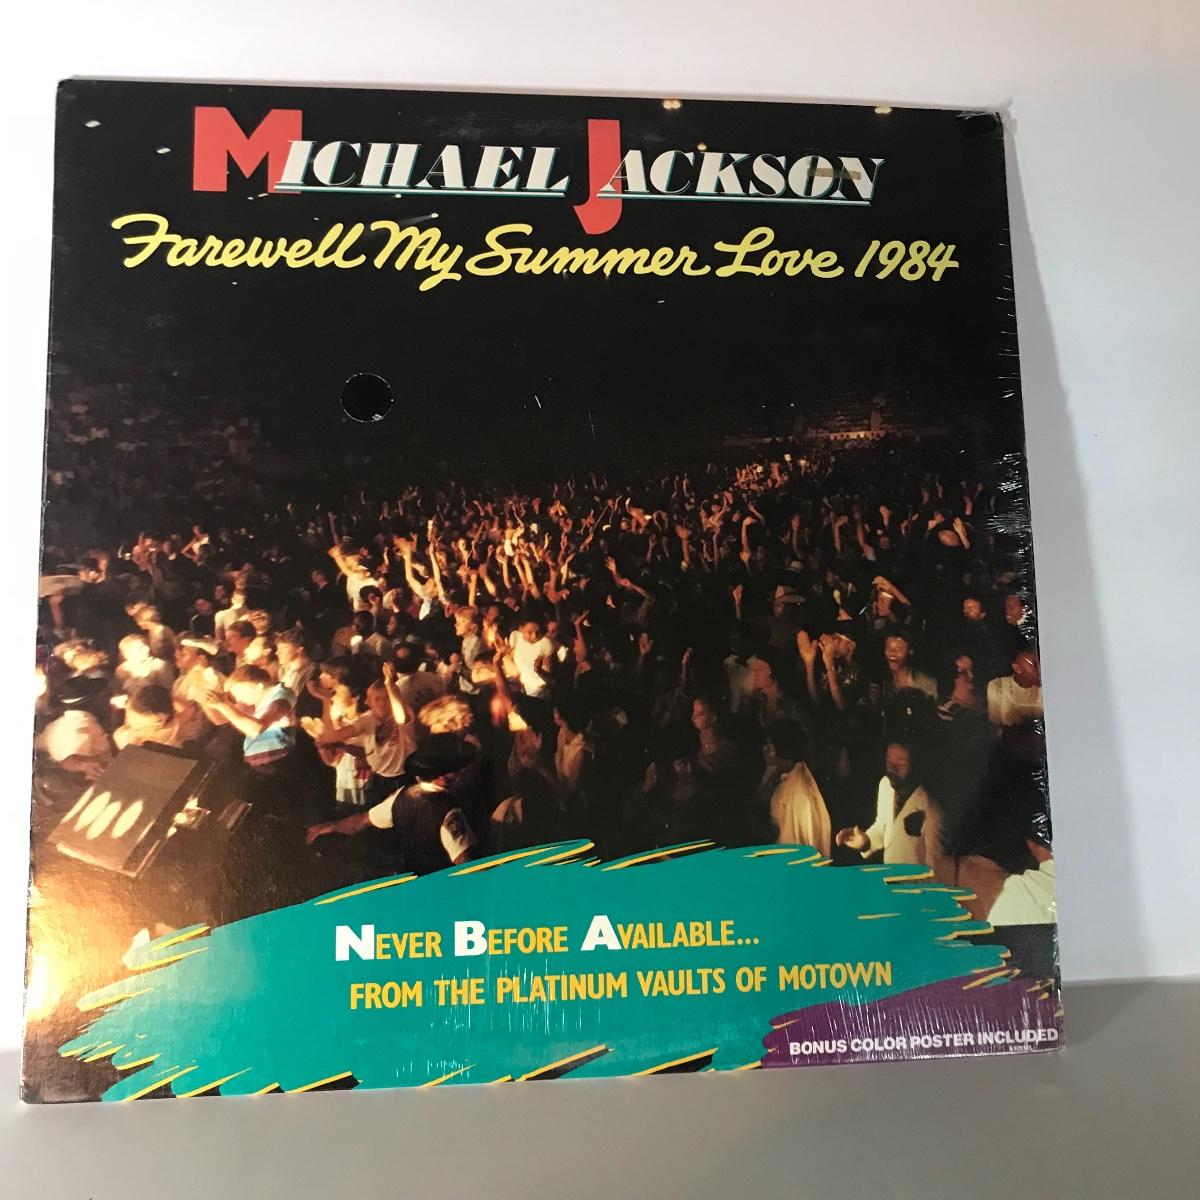 MICHAEL JACKSON
Farewell My Summer Love 1984
NEVER BEFORE AVAILABLE...
FROM THE PLATINUM VAULTS OF MOTOWN
BONUS COLOR POSTER INCLUDED